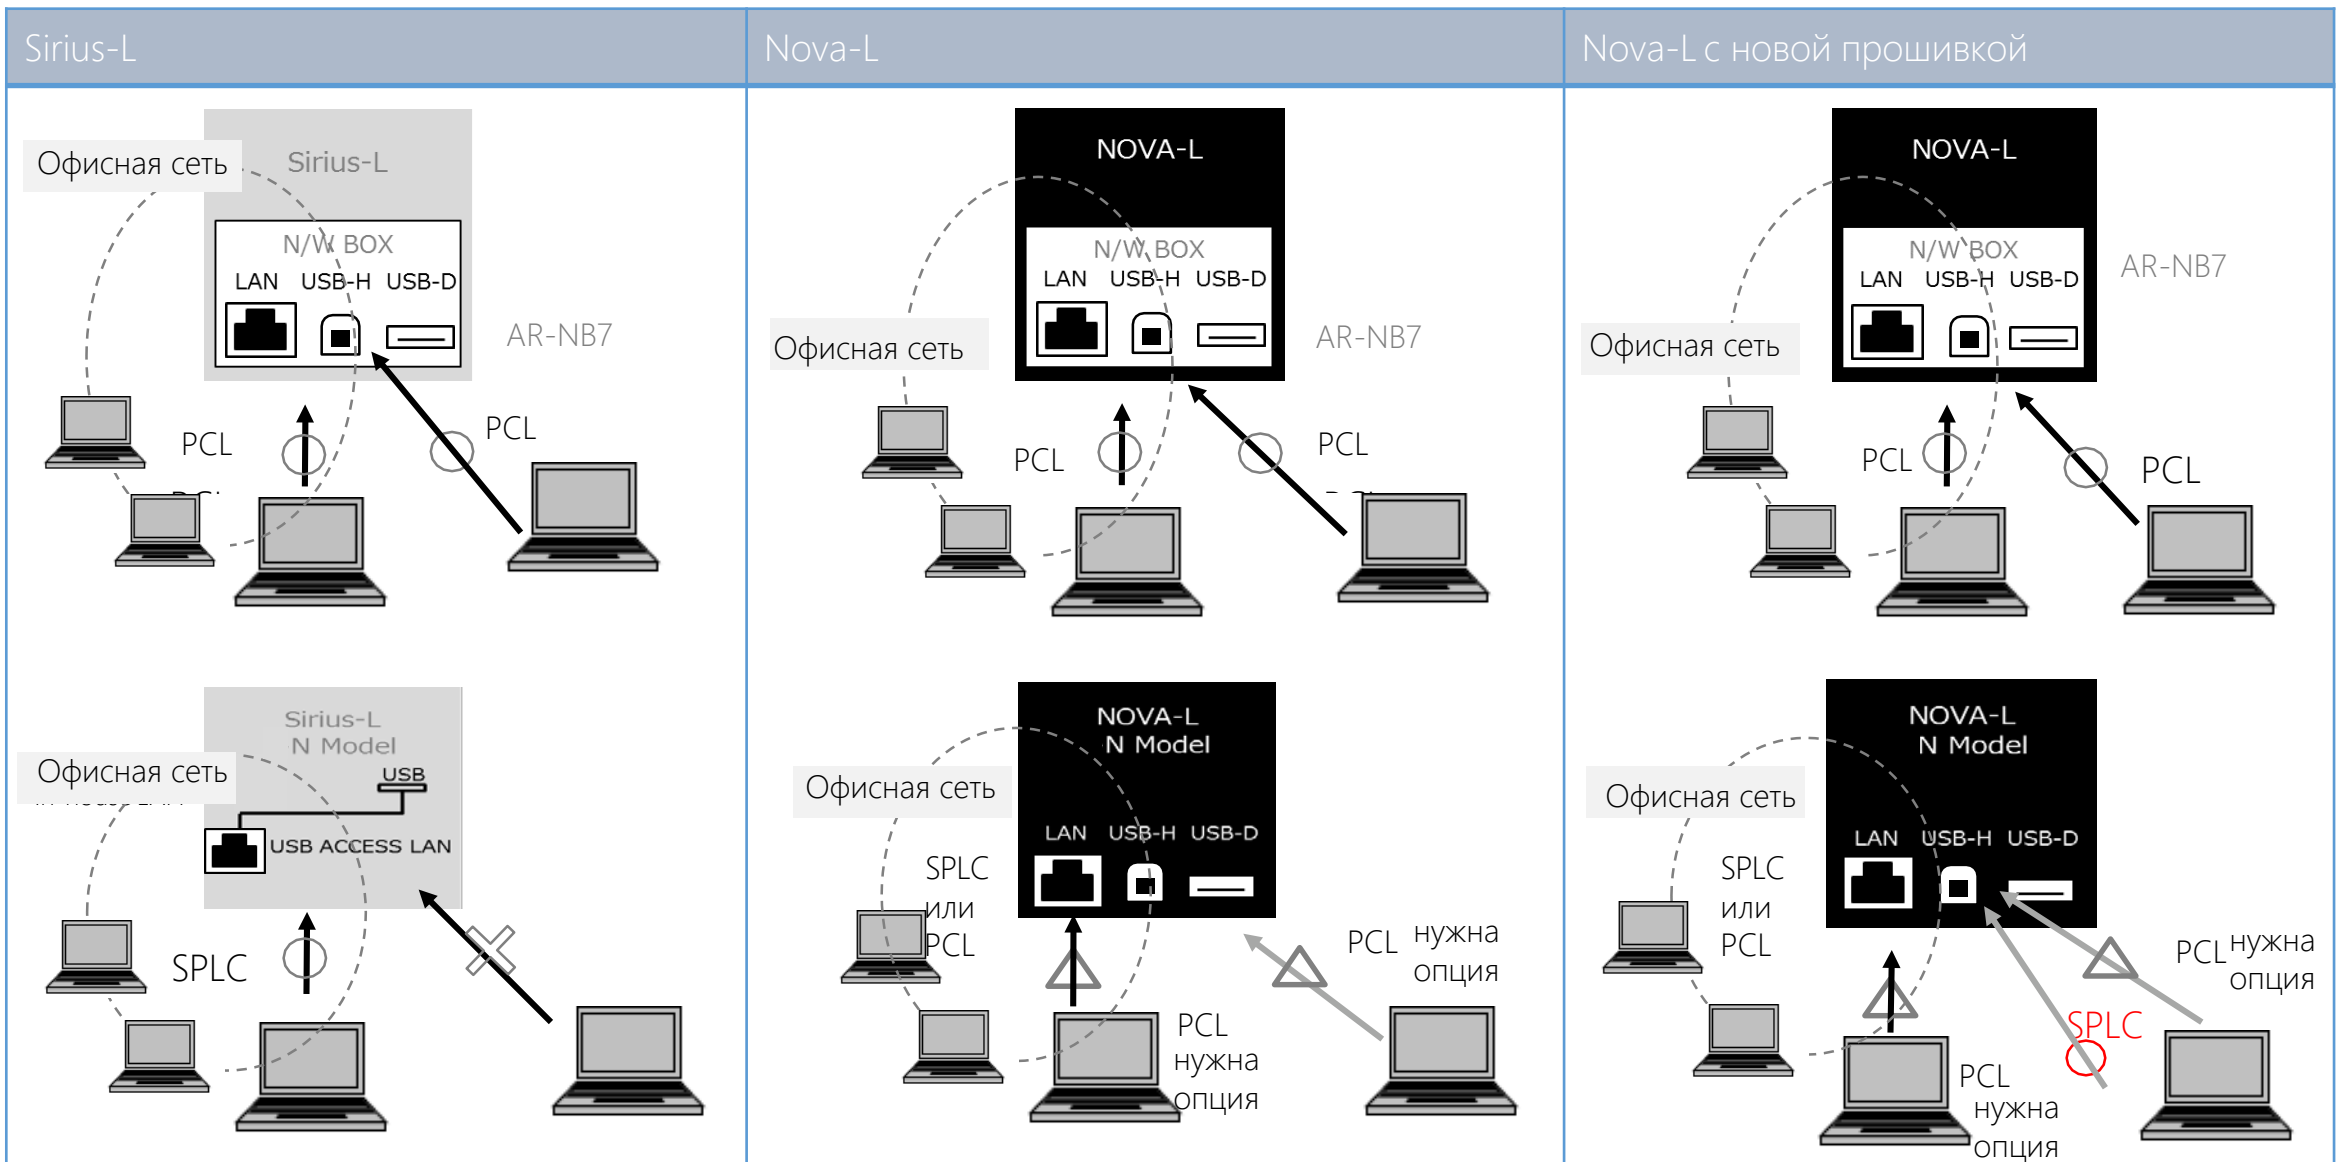 Sirius-L
Nova-L
Nova-L с новой прошивкой
Офисная сеть
Sirius-L
N/W BOX
LAN USB-H USB-D
AR-NB7
PCL
PCL
NOVA-L
N/W BOX
LAN USB-H USB-D
Офисная сеть
AR-NB7
PCL
PCL
NOVA-L
N/W BOX
LAN USB-H USB-D
AR-NB7
Офисная сеть
PCL
PCL
Sirius-L
N Model
Офисная сеть
USB
USB ACCESS LAN
SPLC
NOVA-L
N Model
Офисная сеть
LAN USB-H USB-D
SPLC
или
PCL
PCL нужна
опция
PCL
нужна
опция
NOVA-L
N Model
Офисная сеть
LAN USB-H USB-D
SPLC
или
PCL
PCL нужна
опция
SPLC
PCL
нужна
опция